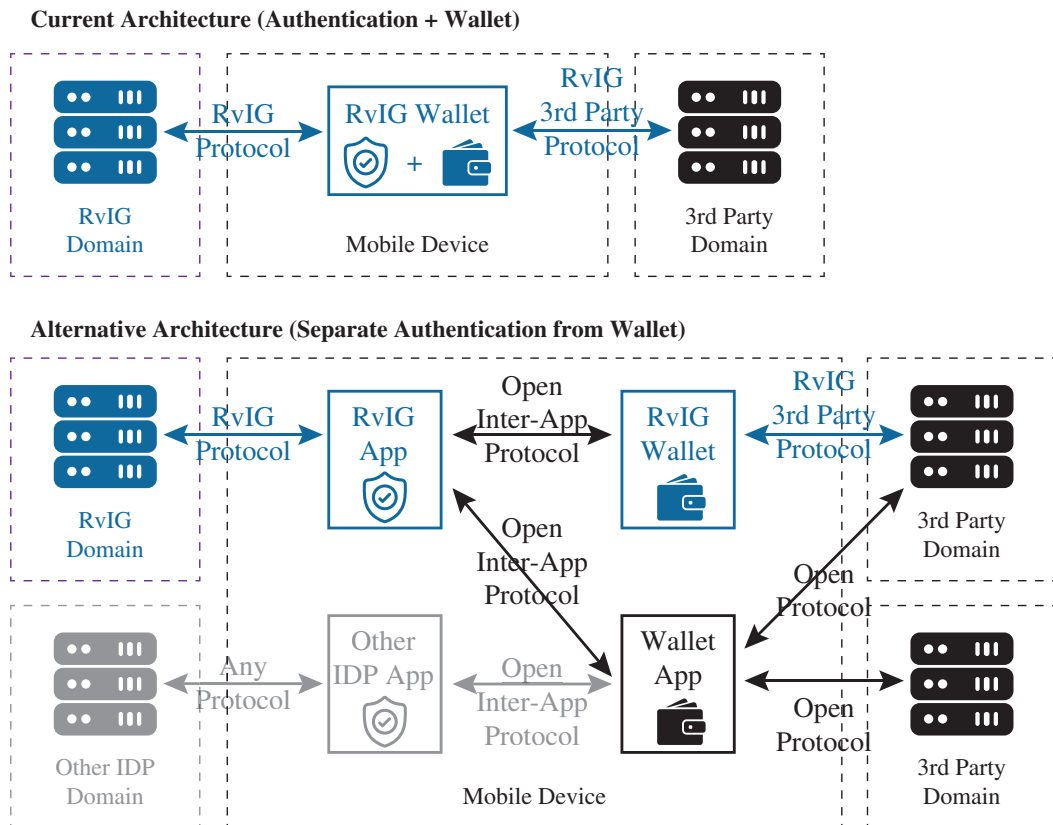 Current Architecture (Authentication + Wallet)
RvIG
Protocol
RvIG Wallet
+
RvIG
3rd Party
Protocol
RvIG
Domain
Mobile Device
3rd Party
Domain
Alternative Architecture (Separate Authentication from Wallet)
RvIG
Protocol
RvIG
App
Open
Inter-App
Protocol
RvIG
Wallet
RvIG
3rd Party
Protocol
RvIG
Domain
Open
Inter-App
Protocol
3rd Party
Domain
Open
Protocol
Any
Protocol
Other
IDP App
Open
Inter-App
Protocol
Wallet
App
Open
Protocol
Other IDP
Domain
Mobile Device
3rd Party
Domain